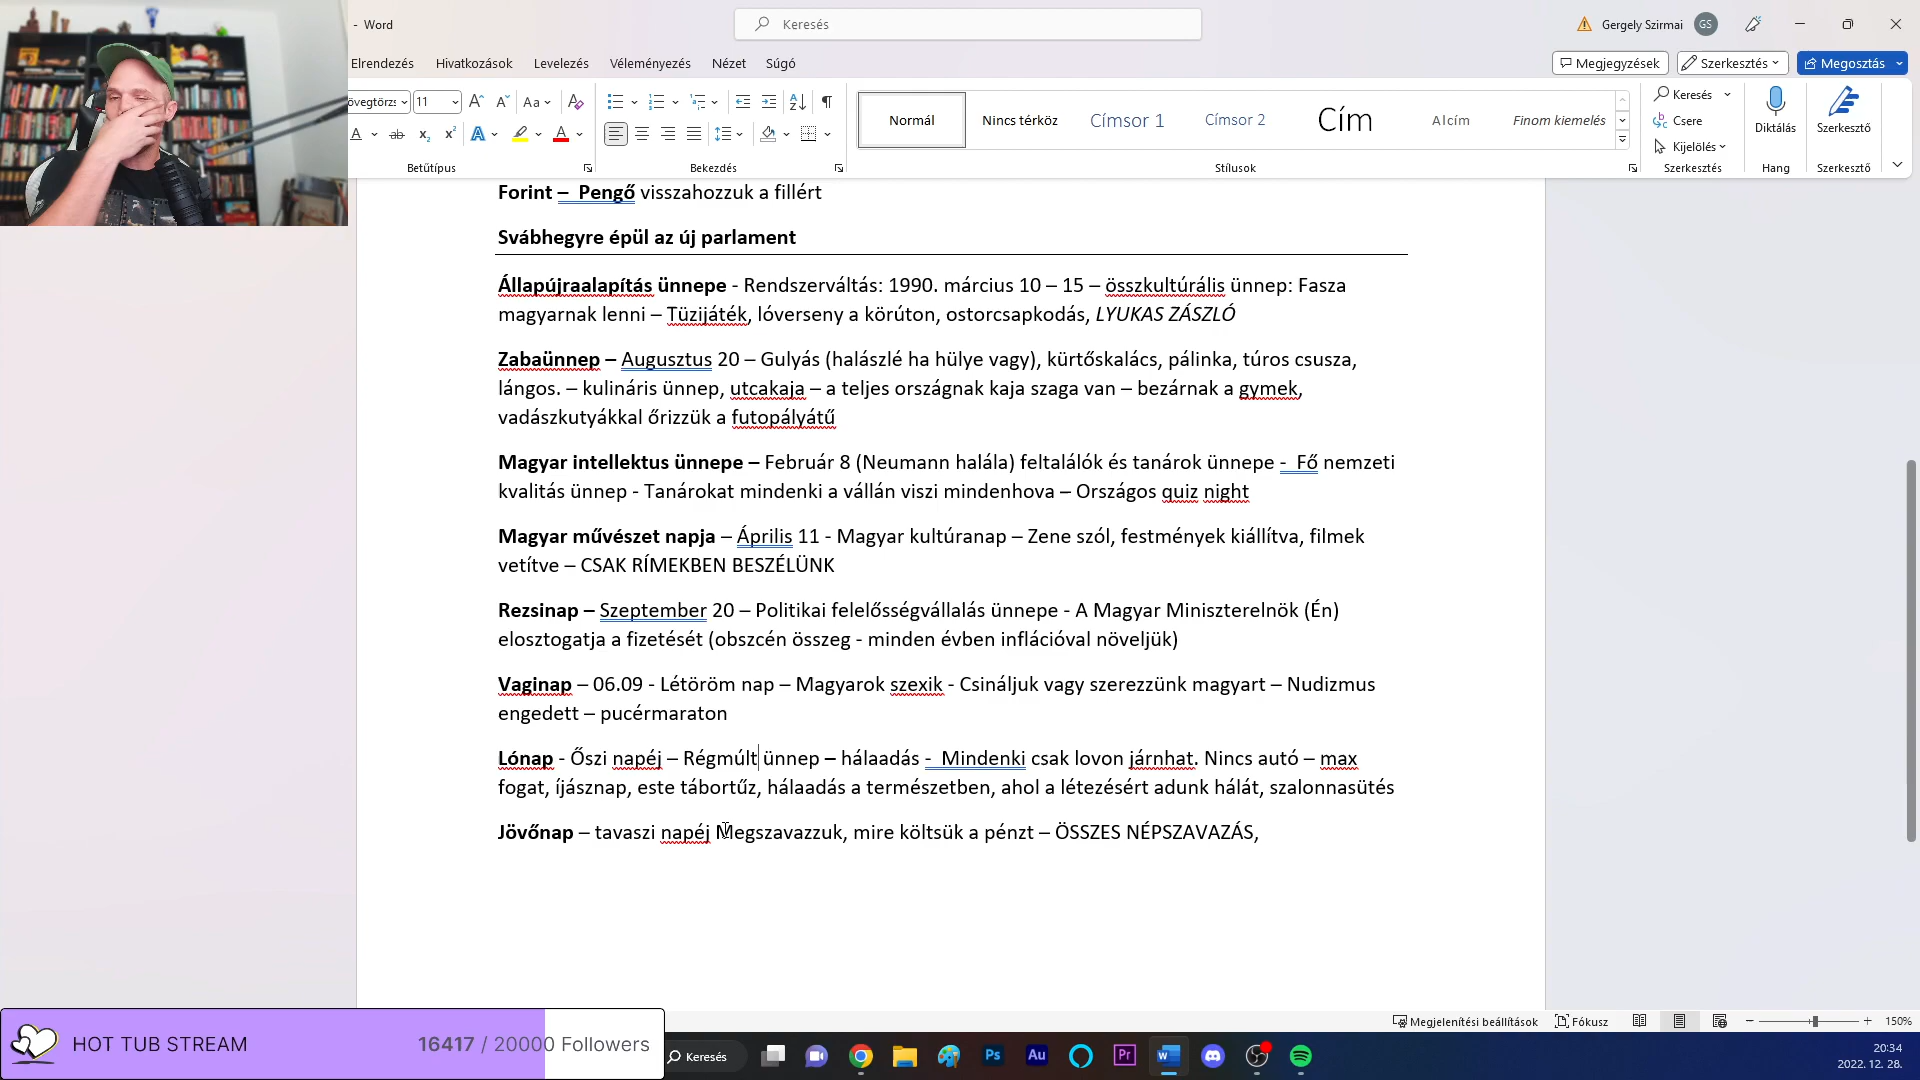 - Word
Keresés
Gergely Szirmai
GS
Elrendezés
Hivatkozások
Levelezés
Véleményezés
Nézet
Súgó
Megjegyzések
Szerkesztés
Megosztás
11
Normál
Nincs térköz
Címsor 1
Címsor 2
Cím
Alcím
Finom kiemelés
Keresés
Csere
Kijelölés
Diktálás
Szerkesztő
Betűtípus
Bekezdés
Stílusok
Szerkesztés
Hang
Szerkesztő
Forint – Pengő visszahozzuk a fillért
Svábhegyre épül az új parlament
Állapújraalapítás ünnepe - Rendszerváltás: 1990. március 10 – 15 – összkultúrális ünnep: Fasza
magyarnak lenni – Tüzijáték, lóverseny a körúton, ostorcsapkodás, LYUKAS ZÁSZLÓ
Zabaünnep – Augusztus 20 – Gulyás (halászlé ha hülye vagy), kürtőskalács, pálinka, túros csusza,
lángos. – kulináris ünnep, utcakaja – a teljes országnak kaja szaga van – bezárnak a gymek,
vadászkutyákkal őrizzük a futopályátű
Magyar intellektus ünnepe – Február 8 (Neumann halála) feltalálók és tanárok ünnepe - Fő nemzeti
kvalitás ünnep - Tanárokat mindenki a vállán viszi mindenhova – Országos quiz night
Magyar művészet napja – Április 11 - Magyar kultúranap – Zene szól, festmények kiállítva, filmek
vetítve – CSAK RÍMEKBEN BESZÉLÜNK
Rezsinap – Szeptember 20 – Politikai felelősségvállalás ünnepe - A Magyar Miniszterelnök (Én)
elosztogatja a fizetését (obszcén összeg - minden évben inflációval növeljük)
Vaginap – 06.09 - Létöröm nap – Magyarok szexik - Csináljuk vagy szerezzünk magyart – Nudizmus
engedett – pucérmaraton
Lónap - Őszi napéj – Régmúlt ünnep – hálaadás - Mindenki csak lovon járnhat. Nincs autó – max
fogat, íjásznap, este tábortűz, hálaadás a természetben, ahol a létezésért adunk hálát, szalonnasütés
Jövőnap – tavaszi napéj Megszavazzuk, mire költsük a pénzt – ÖSSZES NÉPSZAVAZÁS,
Megjelenítési beállítások
Fókusz
150%
HOT TUB STREAM
16417 / 20000 Followers
Keresés
Ps
Au
Pr
20:34
2022. 12. 28.